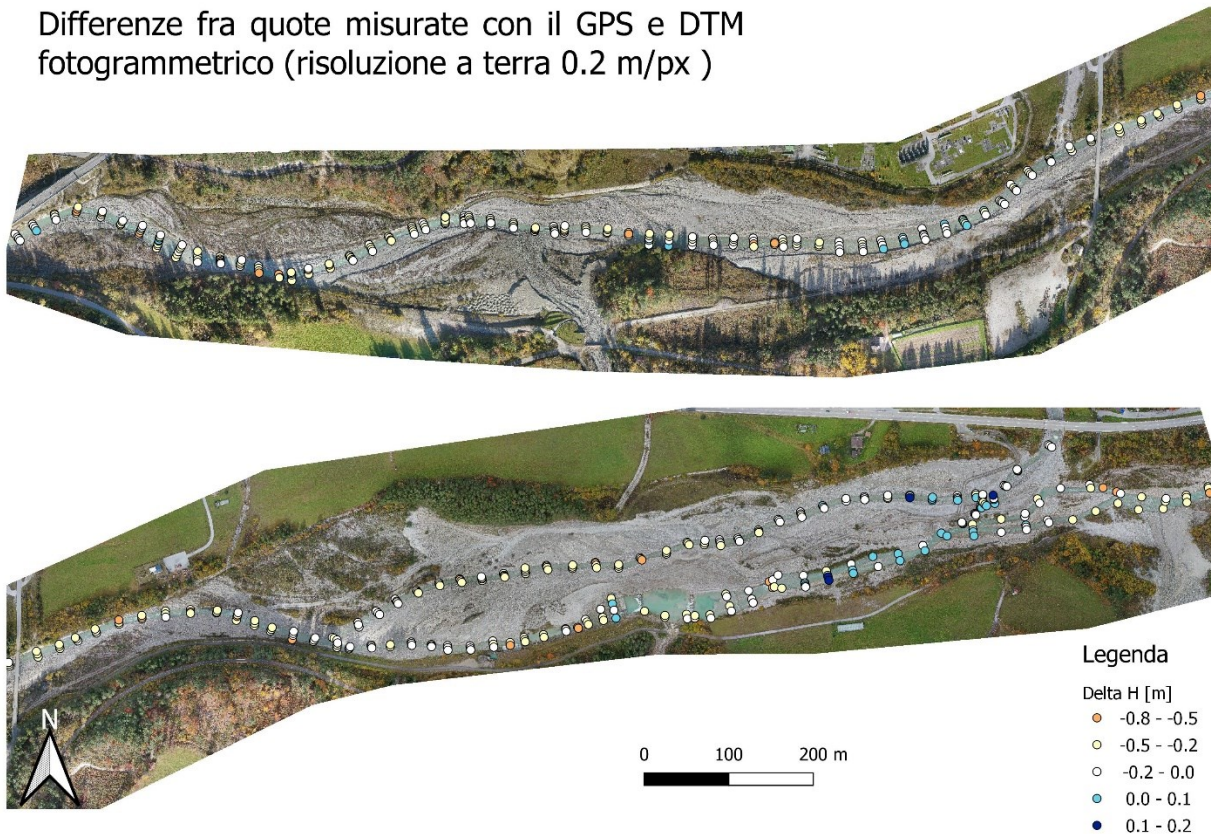 Differenze fra quote misurate con il GPS e DTM
fotogrammetrico (risoluzione a terra 0.2 m/px )
Legenda
Delta H [m]
-0.8 - -0.5
-0.5 - -0.2
-0.2 - 0.0
0.0 - 0.1
0.1 - 0.2
N
0 100 200 m